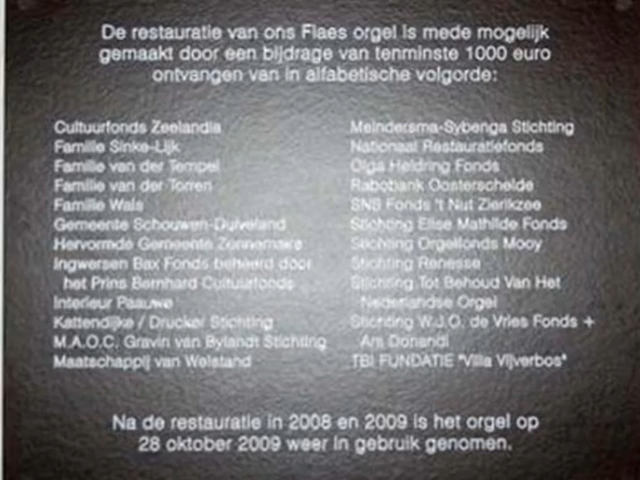 De restauratie van ons Flaes orgel is mede mogelijk
gemaakt door een bijdrage van tenminste 1000 euro
ontvangen van in alfabetische volgorde:
Cultuurfonds Zeelandia
Familie Sinke-Lijk
Familie van der Tempel
Familie van der Torren
Familie Wals
Gemeente Schouwen-Duiveland
Hervormde Gemeente Zonnemaire
Ingwersen Bax Fonds beheerd door
het Prins Bernhard Cultuurfonds
Interieur Paauwe
Kattendijke / Drucker Stichting
M.A.O.C. Gravin van Bylandt Stichting
Maatschappij van Welstand
Meindersma-Sybenga Stichting
Nationaal Restauratiefonds
Olga Heldring Fonds
Rabobank Oosterschelde
SNS Fonds 't Nut Zierikzee
Stichting Elise Mathilde Fonds
Stichting Orgelfonds Mooy
Stichting Renesse
Stichting Tot Behoud Van Het
Nederlandse Orgel
Stichting W.J.O. de Vries Fonds +
Ars Donandi
TBI FUNDATIE "Villa Vijverbos"
Na de restauratie in 2008 en 2009 is het orgel op
28 oktober 2009 weer in gebruik genomen.